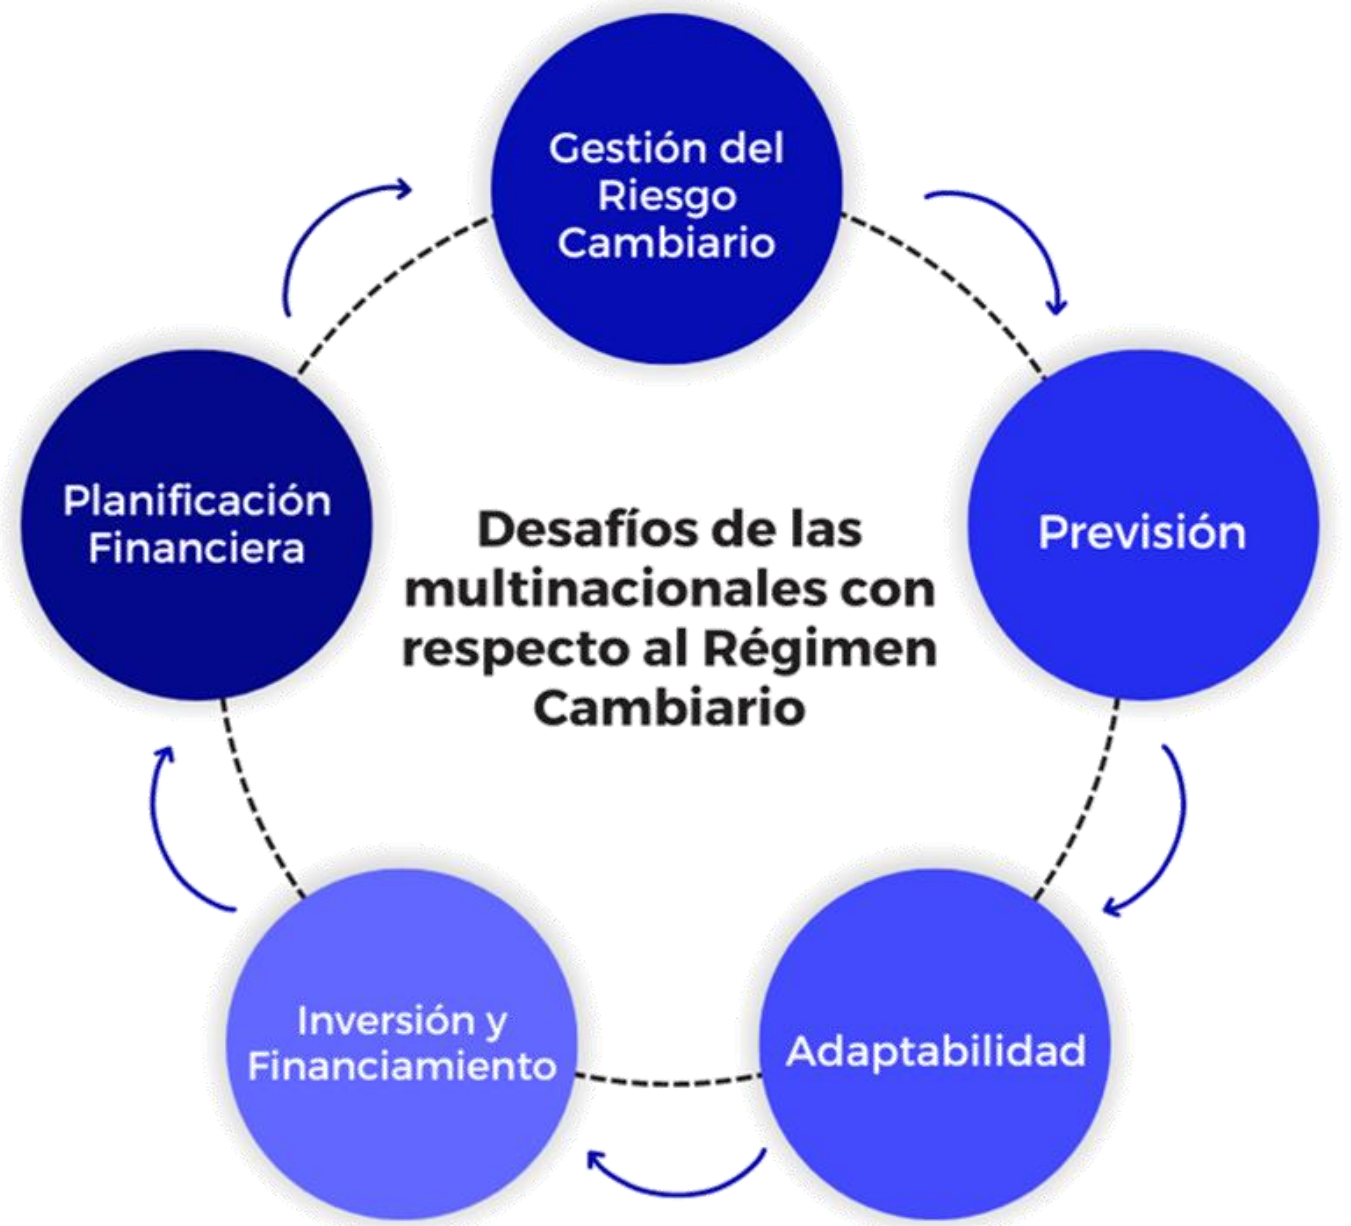 Gestión del
Riesgo
Cambiario
Previsión
Adaptabilidad
Inversión y
Financiamiento
Planificación
Financiera
Desafíos de las
multinacionales con
respecto al Régimen
Cambiario